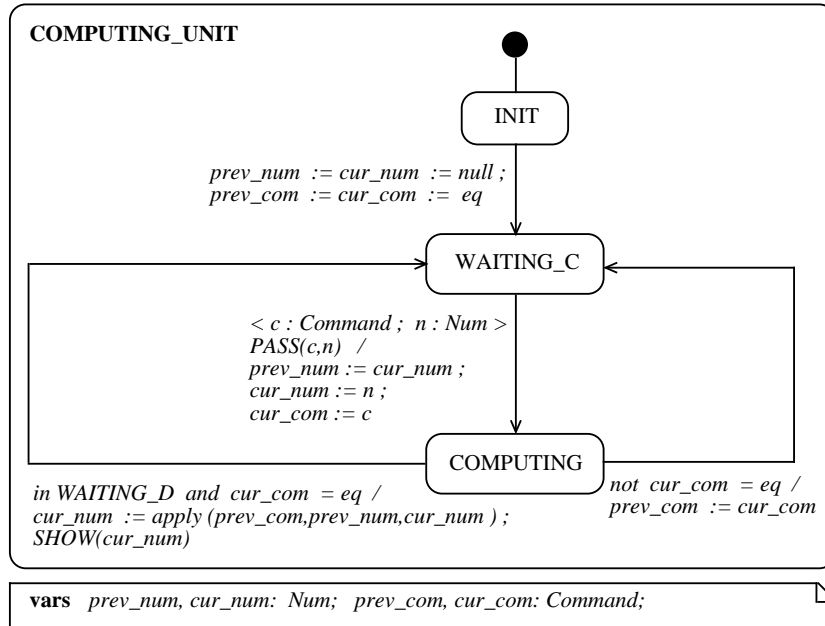 COMPUTING_UNIT
INIT
prev_num := cur_num := null ;
prev_com := cur_com := eq
WAITING_C
< c : Command ; n : Num >
PASS(c,n) /
prev_num := cur_num ;
cur_num := n ;
cur_com := c
COMPUTING
in WAITING_D and cur_com = eq /
cur_num := apply (prev_com,prev_num,cur_num ) ;
SHOW(cur_num)
not cur_com = eq /
prev_com := cur_com
vars prev_num, cur_num: Num; prev_com, cur_com: Command;